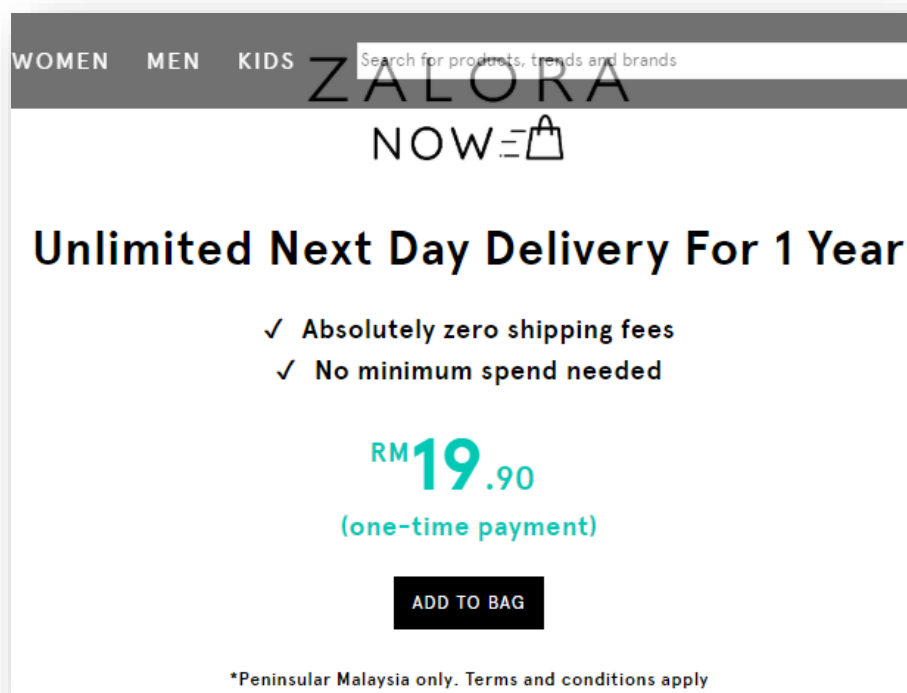 WOMEN MEN KIDS Search for products, trends and brands
ZALORA
NOW
Unlimited Next Day Delivery For 1 Year
✓ Absolutely zero shipping fees
✓ No minimum spend needed
RM19.90
(one-time payment)
ADD TO BAG
*Peninsular Malaysia only. Terms and conditions apply